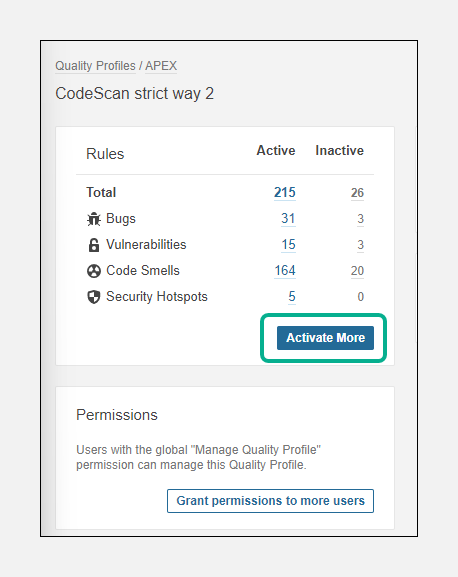 Quality Profiles / APEX
CodeScan strict way 2
Rules Active Inactive
Total 215 26
Bugs 31 3
Vulnerabilities 15 3
Code Smells 164 20
Security Hotspots 5 0
Activate More
Permissions
Users with the global "Manage Quality Profile"
permission can manage this Quality Profile.
Grant permissions to more users